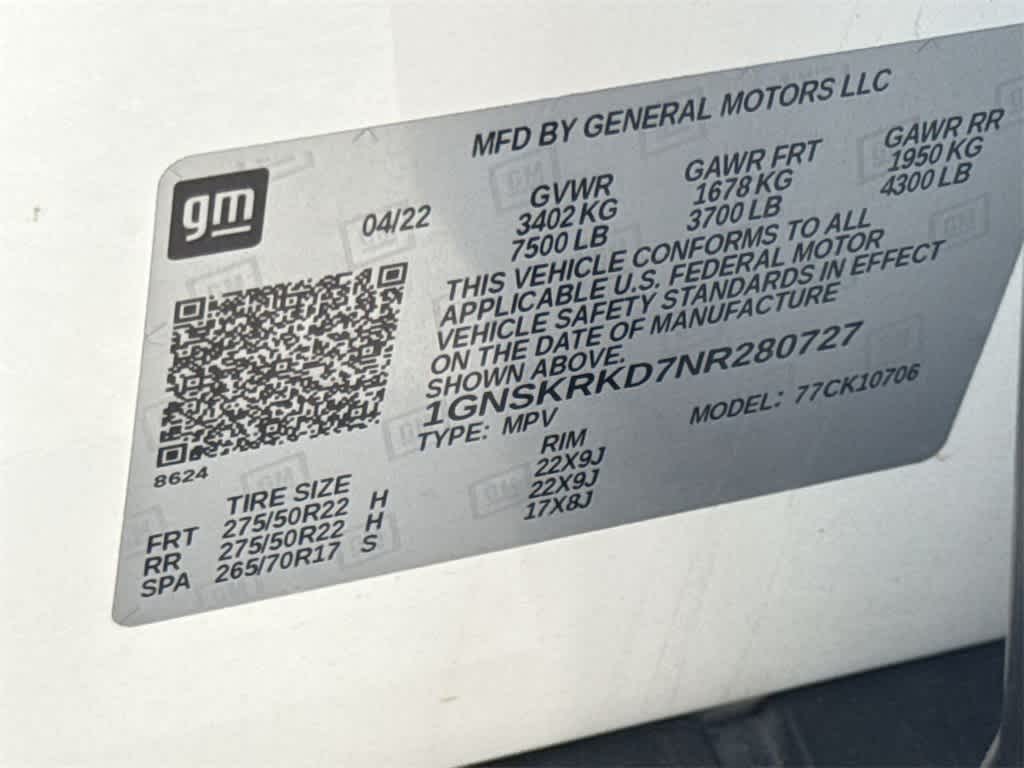 MFD BY GENERAL MOTORS LLC
gm
04/22
GVWR GAWR FRT GAWR RR
3402 KG 1678 KG 1950 KG
7500 LB 3700 LB 4300 LB
THIS VEHICLE CONFORMS TO ALL
APPLICABLE U.S. FEDERAL MOTOR
VEHICLE SAFETY STANDARDS IN EFFECT
ON THE DATE OF MANUFACTURE
SHOWN ABOVE.
1GNSKRKD7NR280727
TYPE: MPV MODEL: 77CK10706
8624
TIRE SIZE RIM
FRT 275/50R22 H 22X9J
RR 275/50R22 H 22X9J
SPA 265/70R17 S 17X8J